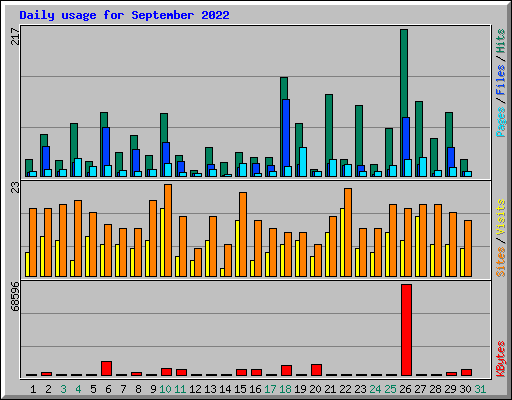 Daily usage for September 2022
217
Pages / Files / Hits
23
Sites / Visits
68596
KBytes
1 2 3 4 5 6 7 8 9 10 11 12 13 14 15 16 17 18 19 20 21 22 23 24 25 26 27 28 29 30 31